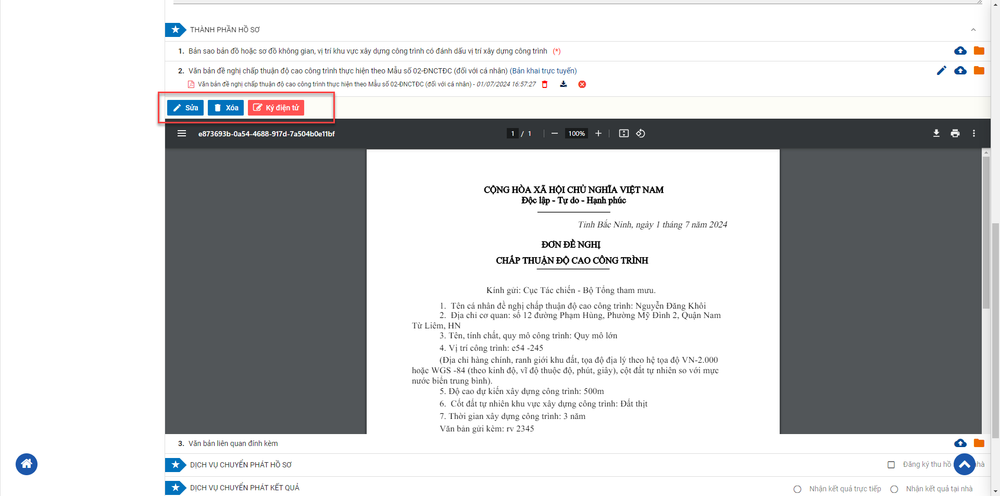 THÀNH PHẦN HỒ SƠ
1. Bản sao bản đồ hoặc sơ đồ không gian, vị trí khu vực xây dựng công trình có đánh dấu vị trí xây dựng công trình (*)
2. Văn bản đề nghị chấp thuận độ cao công trình thực hiện theo Mẫu số 02-ĐNCTĐC (đối với cá nhân) (Bản khai trực tuyến)
Văn bản đề nghị chấp thuận độ cao công trình thực hiện theo Mẫu số 02-ĐNCTĐC (đối với cá nhân) - 01/07/2024 16:57:27
Sửa Xóa Ký điện tử
e873693b-0a54-4688-917d-7a504b0e11bf 1 / 1 100%
CỘNG HÒA XÃ HỘI CHỦ NGHĨA VIỆT NAM
Độc lập - Tự do - Hạnh phúc
Tỉnh Bắc Ninh, ngày 1 tháng 7 năm 2024
ĐƠN ĐỀ NGHỊ
CHẤP THUẬN ĐỘ CAO CÔNG TRÌNH
Kính gửi: Cục Tác chiến - Bộ Tổng tham mưu.
1. Tên cá nhân đề nghị chấp thuận độ cao công trình: Nguyễn Đăng Khôi
2. Địa chỉ cơ quan: số 12 đường Phạm Hùng, Phường Mỹ Đình 2, Quận Nam
Từ Liêm, HN
3. Tên, tính chất, quy mô công trình: Quy mô lớn
4. Vị trí công trình: e54 -245
(Địa chỉ hàng chính, ranh giới khu đất, tọa độ địa lý theo hệ tọa độ VN-2.000
hoặc WGS -84 (theo kinh độ, vĩ độ thuộc độ, phút, giây), cột đất tự nhiên so với mực
nước biển trung bình).
5. Độ cao dự kiến xây dựng công trình: 500m
6. Cốt đất tự nhiên khu vực xây dựng công trình: Đất thịt
7. Thời gian xây dựng công trình: 3 năm
Văn bản gửi kèm: rv 2345
3. Văn bản liên quan đính kèm
DỊCH VỤ CHUYỂN PHÁT HỒ SƠ Đăng ký thu hồ nhà
DỊCH VỤ CHUYỂN PHÁT KẾT QUẢ
Nhận kết quả trực tiếp Nhận kết quả tại nhà